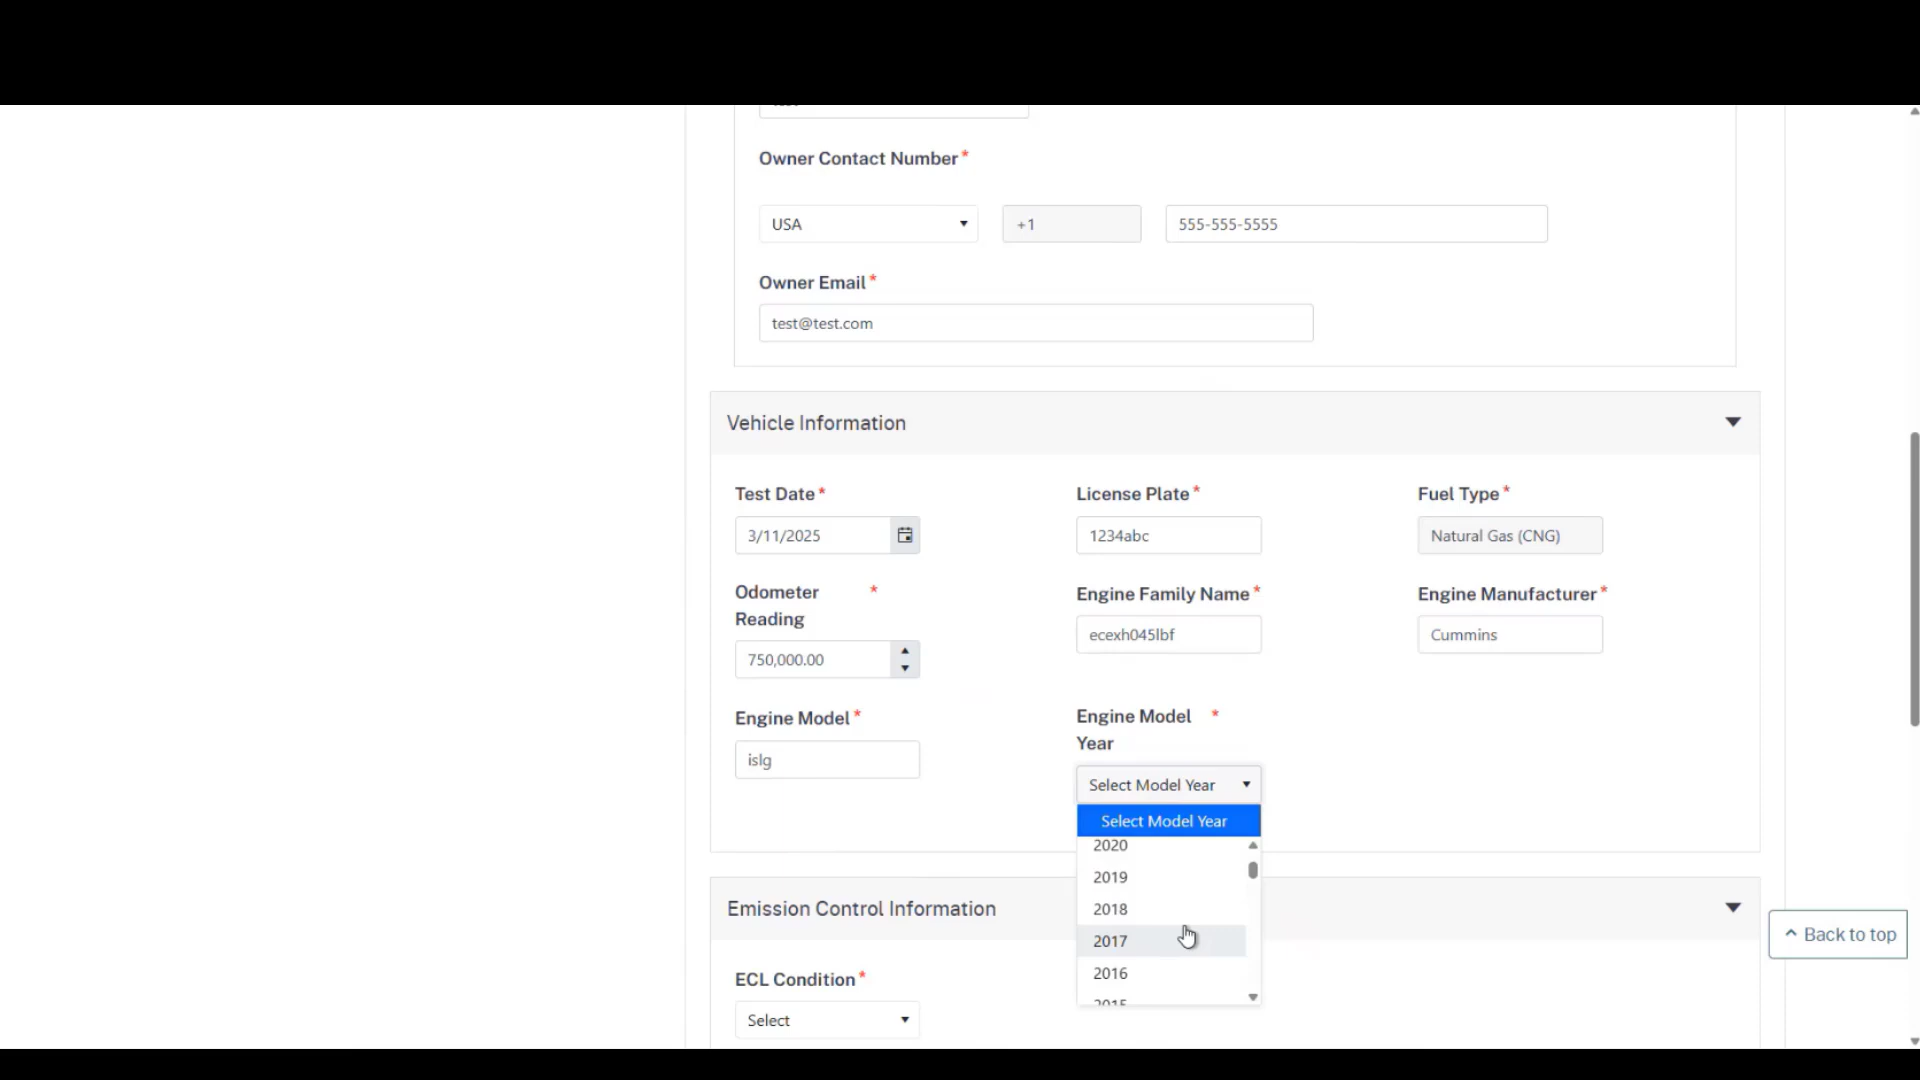 Owner Contact Number*
USA +1 555-555-5555
Owner Email*
test@test.com
Vehicle Information
Test Date* License Plate* Fuel Type*
3/11/2025 1234abc Natural Gas (CNG)
Odometer Reading* Engine Family Name* Engine Manufacturer*
750,000.00 ecexh045lbf Cummins
Engine Model* Engine Model Year*
islg Select Model Year
Select Model Year
2020
2019
2018
2017
2016
2015
Emission Control Information
Back to top
ECL Condition*
Select